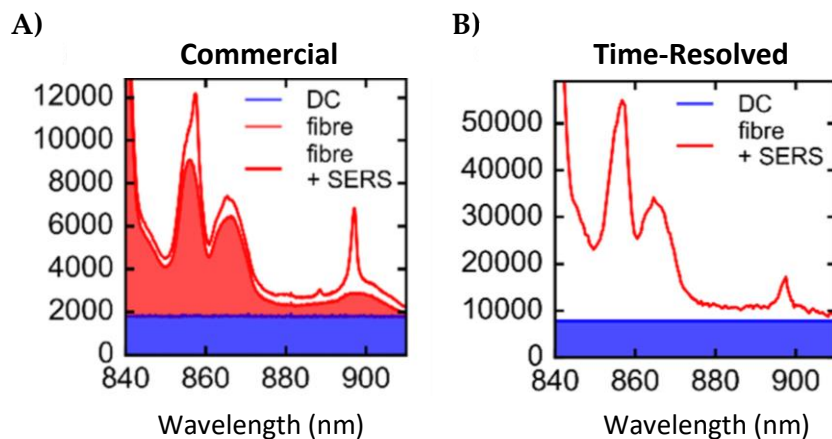 A)
Commercial
12000
10000
8000
6000
4000
2000
0
840
860
880
900
DC
fibre
fibre
+ SERS
Wavelength (nm)
B)
Time-Resolved
50000
40000
30000
20000
10000
0
840
860
880
900
DC
fibre
+ SERS
Wavelength (nm)